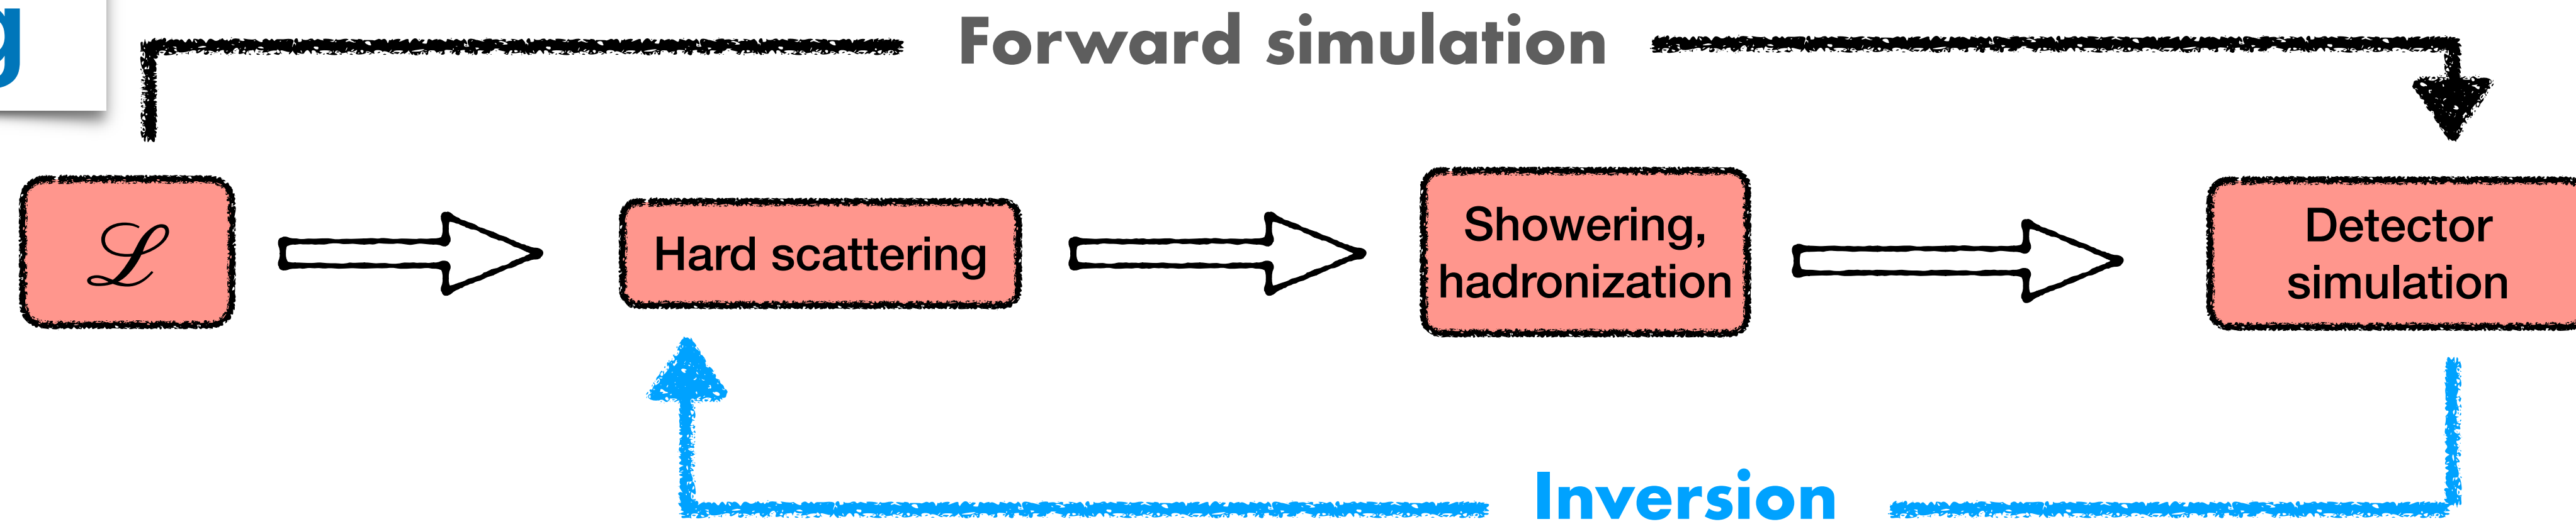 g
Forward simulation
ℒ
Hard scattering
Showering,
hadronization
Detector
simulation
Inversion